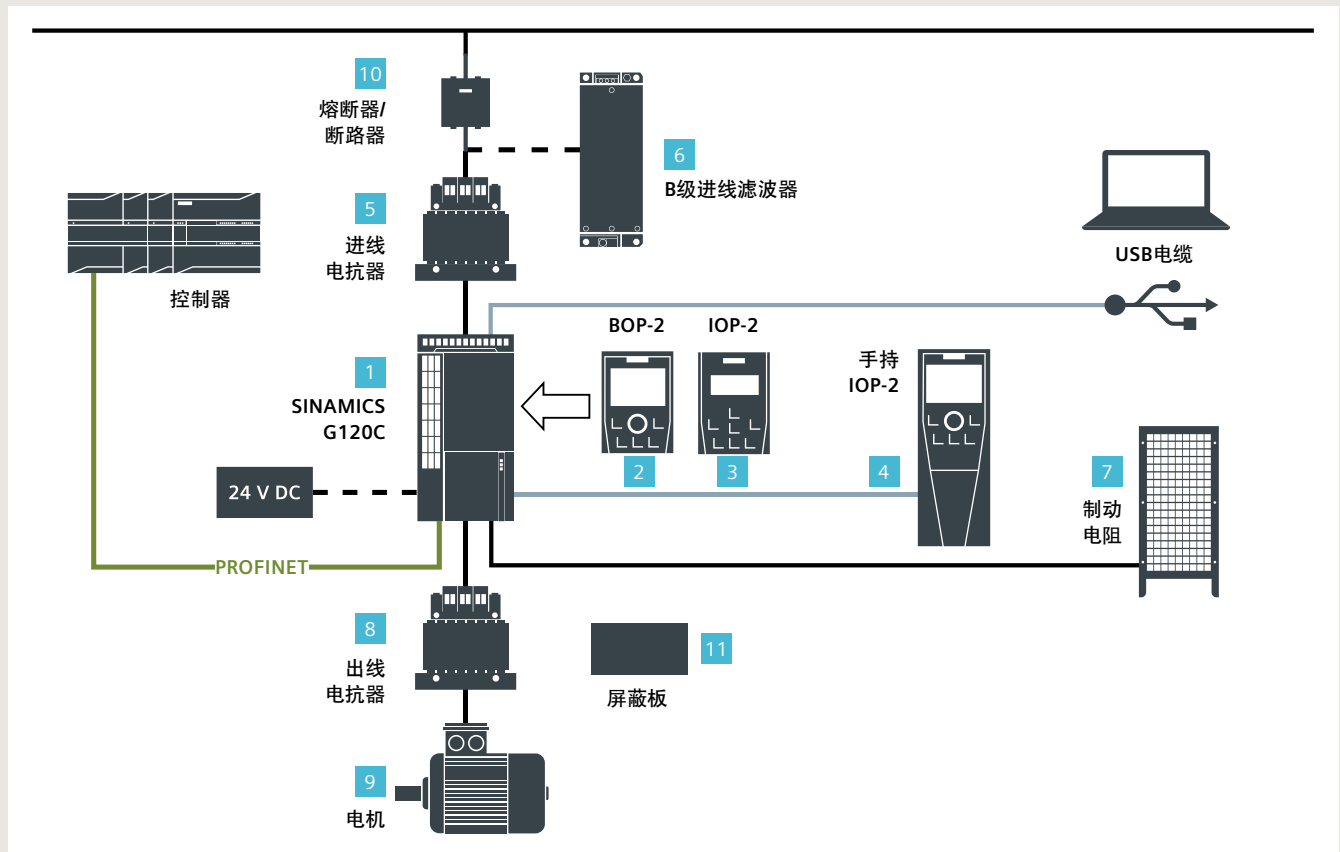 10
熔断器/
断路器
6
B级进线滤波器
5
进线
电抗器
控制器
USB电缆
BOP-2
IOP-2
手持
IOP-2
1
SINAMICS
G120C
2
3
4
7
制动
电阻
24 V DC
PROFINET
8
出线
电抗器
11
屏蔽板
9
电机